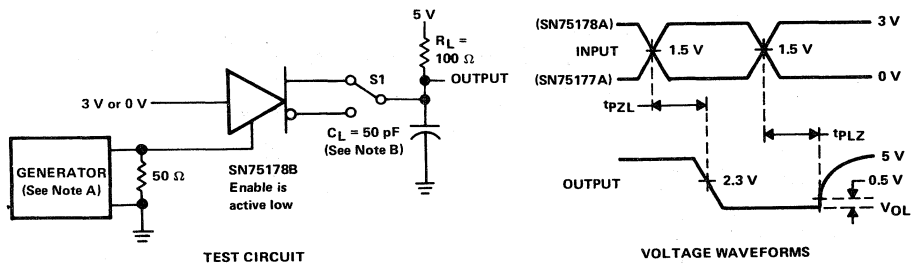 5 V
R_L =
100 Ω
OUTPUT
S1
3 V or 0 V
C_L = 50 pF
(See Note B)
GENERATOR
(See Note A)
50 Ω
SN75178B
Enable is
active low
TEST CIRCUIT
(SN75178A)
3 V
INPUT
1.5 V
1.5 V
(SN75177A)
0 V
tPZL
tPLZ
5 V
OUTPUT
2.3 V
0.5 V
VOL
VOLTAGE WAVEFORMS